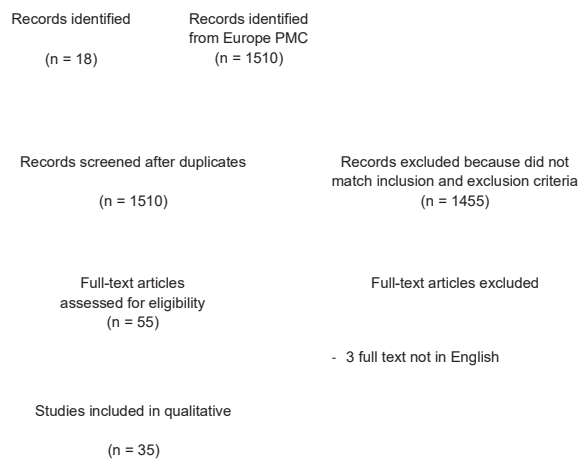 Records identified
(n = 18)
Records identified
from Europe PMC
(n = 1510)
Records screened after duplicates
(n = 1510)
Records excluded because did not
match inclusion and exclusion criteria
(n = 1455)
Full-text articles
assessed for eligibility
(n = 55)
Full-text articles excluded
- 3 full text not in English
Studies included in qualitative
(n = 35)